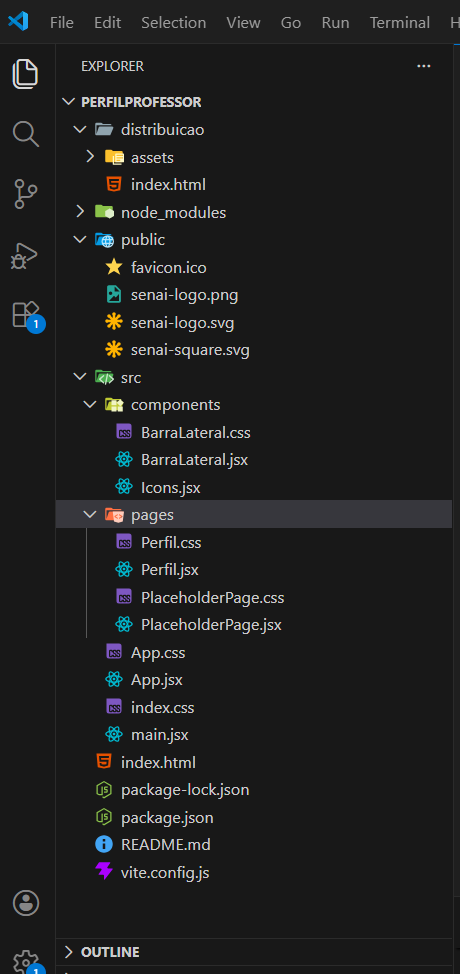 File Edit Selection View Go Run Terminal H
EXPLORER
PERFILPROFESSOR
distribuicao
assets
index.html
node_modules
public
favicon.ico
senai-logo.png
senai-logo.svg
senai-square.svg
src
components
BarraLateral.css
BarraLateral.jsx
Icons.jsx
pages
Perfil.css
Perfil.jsx
PlaceholderPage.css
PlaceholderPage.jsx
App.css
App.jsx
index.css
main.jsx
index.html
package-lock.json
package.json
README.md
vite.config.js
OUTLINE
1
1